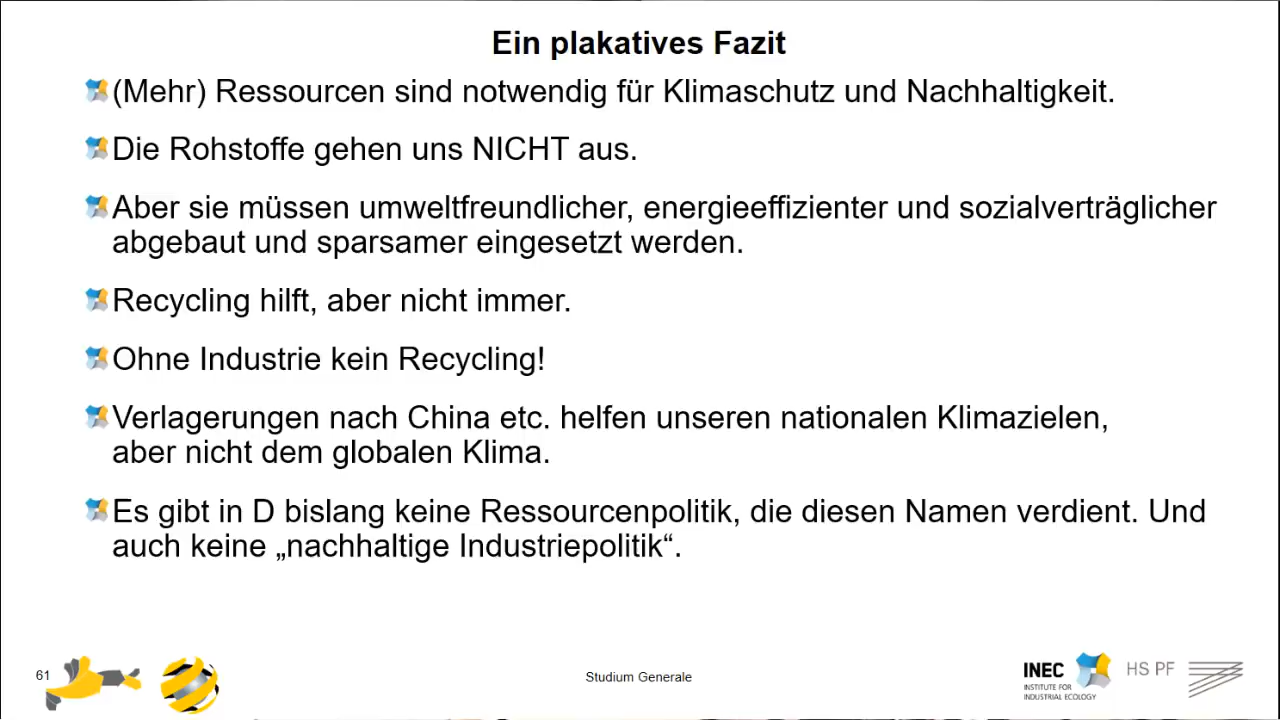 Ein plakatives Fazit
(Mehr) Ressourcen sind notwendig für Klimaschutz und Nachhaltigkeit.
Die Rohstoffe gehen uns NICHT aus.
Aber sie müssen umweltfreundlicher, energieeffizienter und sozialverträglicher
abgebaut und sparsamer eingesetzt werden.
Recycling hilft, aber nicht immer.
Ohne Industrie kein Recycling!
Verlagerungen nach China etc. helfen unseren nationalen Klimazielen,
aber nicht dem globalen Klima.
Es gibt in D bislang keine Ressourcenpolitik, die diesen Namen verdient. Und
auch keine „nachhaltige Industriepolitik“.
61
Studium Generale
INEC
INSTITUTE FOR
INDUSTRIAL ECOLOGY
HS PF